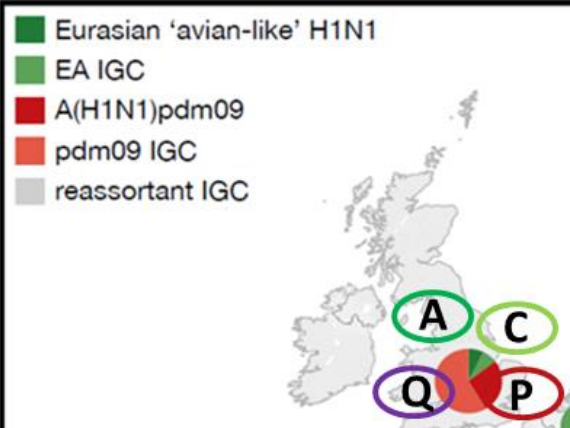 Eurasian ‘avian-like’ H1N1
EA IGC
A(H1N1)pdm09
pdm09 IGC
reassortant IGC
A
C
Q
P